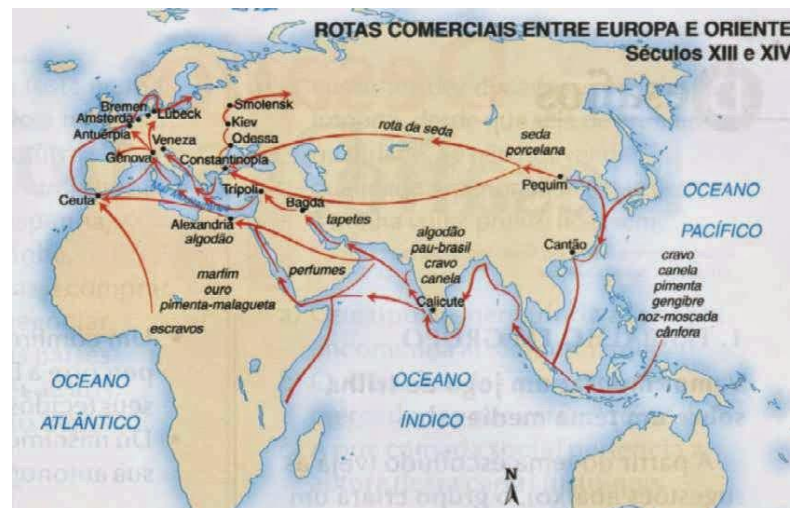 ROTAS COMERCIAIS ENTRE EUROPA E ORIENTE
Séculos XIII e XIV
Bremen
Amsterdã
Lübeck
Antuérpia
Veneza
Gênova
Constantinopla
Smolensk
Kiev
Odessa
rota da seda
seda
porcelana
Pequim
Ceuta
Trípoli
Bagdá
Alexandria
algodão
tapetes
perfumes
marfim
ouro
pimenta-malagueta
escravos
algodão
pau-brasil
cravo
canela
Calicute
Cantão
OCEANO
PACÍFICO
cravo
canela
pimenta
gengibre
noz-moscada
cânfora
OCEANO
ATLÂNTICO
OCEANO
ÍNDICO
N